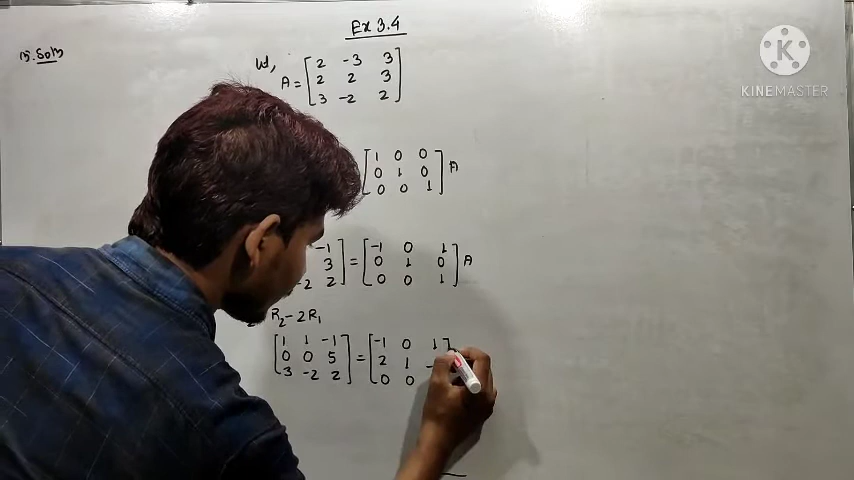 Ex 3.4
15. Soln
let,
A = [ 2 -3 3
2 2 3
3 -2 2 ]
[ 1 0 0
0 1 0
0 0 1 ] A
-1 ] = [ -1 0 1
3 0 1 0
-2 2 0 0 1 ] A
R2 - 2R1
[ 1 1 -1 ] = [ -1 0 1 ]
0 0 5 2 1 -
3 -2 2 0 0
K
KINEMASTER